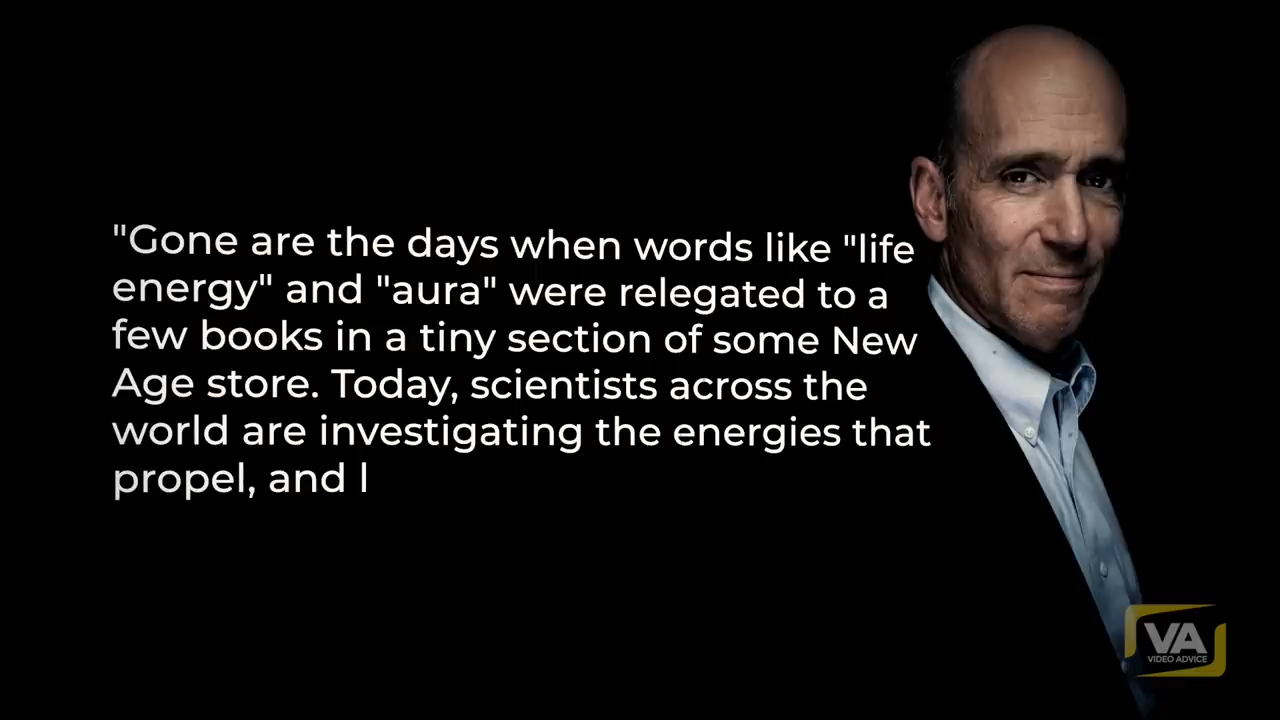 "Gone are the days when words like "life
energy" and "aura" were relegated to a
few books in a tiny section of some New
Age store. Today, scientists across the
world are investigating the energies that
propel, and l
VA
VIDEO ADVICE